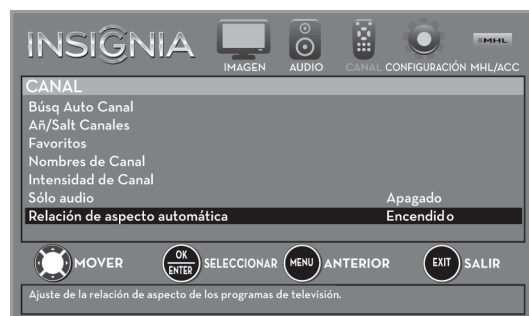 INSIGNIA
IMAGEN AUDIO CANAL CONFIGURACIÓN MHL/ACC
MHL
CANAL
Búsq Auto Canal
Añ/Salt Canales
Favoritos
Nombres de Canal
Intensidad de Canal
Sólo audio Apagado
Relación de aspecto automática Encendido
MOVER OK ENTER SELECCIONAR MENU ANTERIOR EXIT SALIR
Ajuste de la relación de aspecto de los programas de televisión.